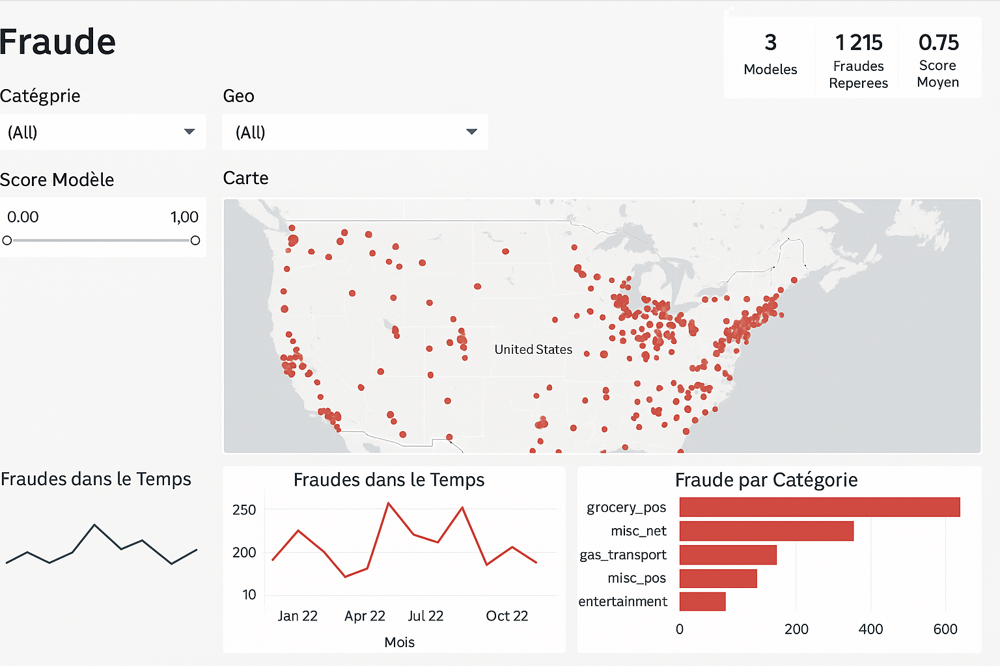 Fraude
3
Modeles
1 215
Fraudes
Reperees
0.75
Score
Moyen
Catégprie
(All)
Geo
(All)
Score Modèle
0.00 1,00
Carte
United States
Fraudes dans le Temps
Fraudes dans le Temps
250
200
10
Jan 22 Apr 22 Jul 22 Oct 22
Mois
Fraude par Catégorie
grocery_pos
misc_net
gas_transport
misc_pos
entertainment
0 200 400 600